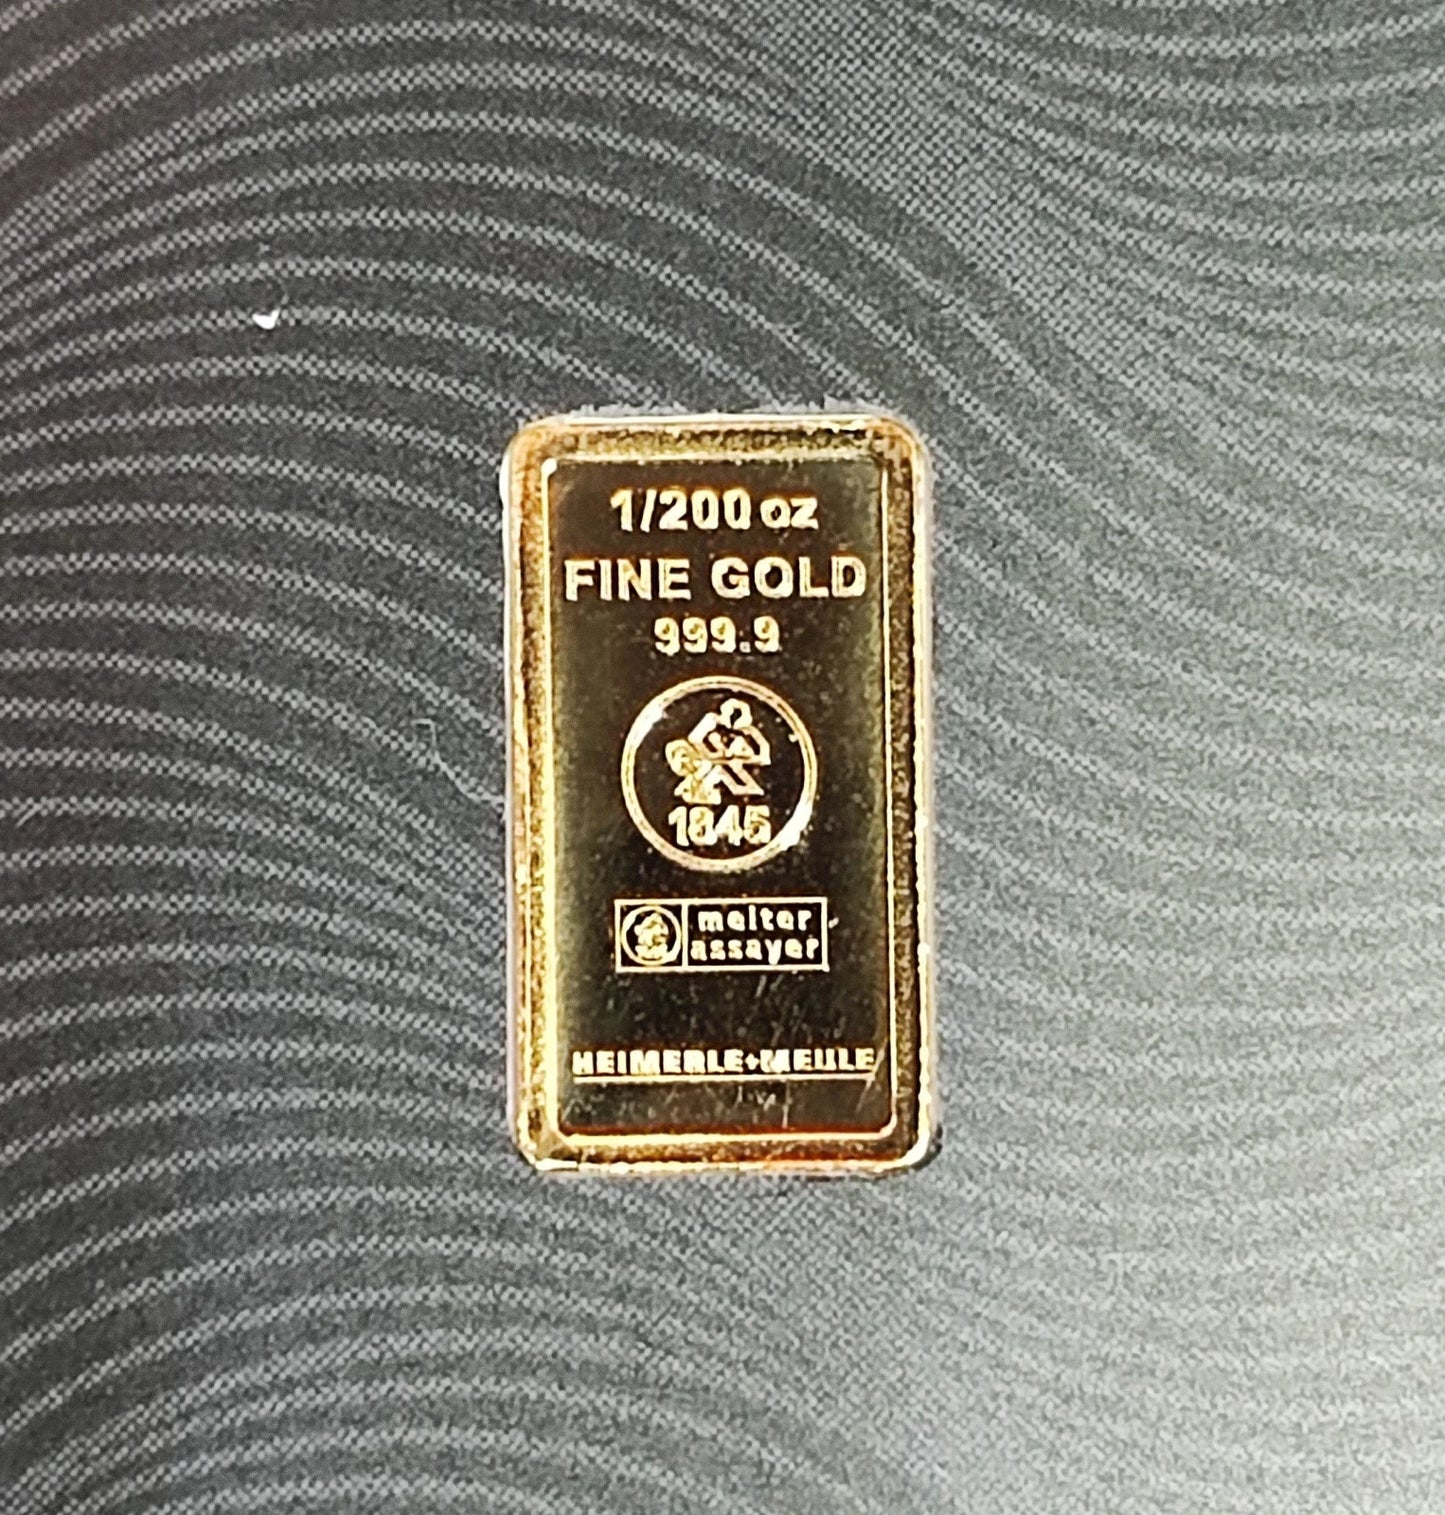 1/200 oz
FINE GOLD
999.9
1845
melter
assayer
HEIMERLE+MEULE